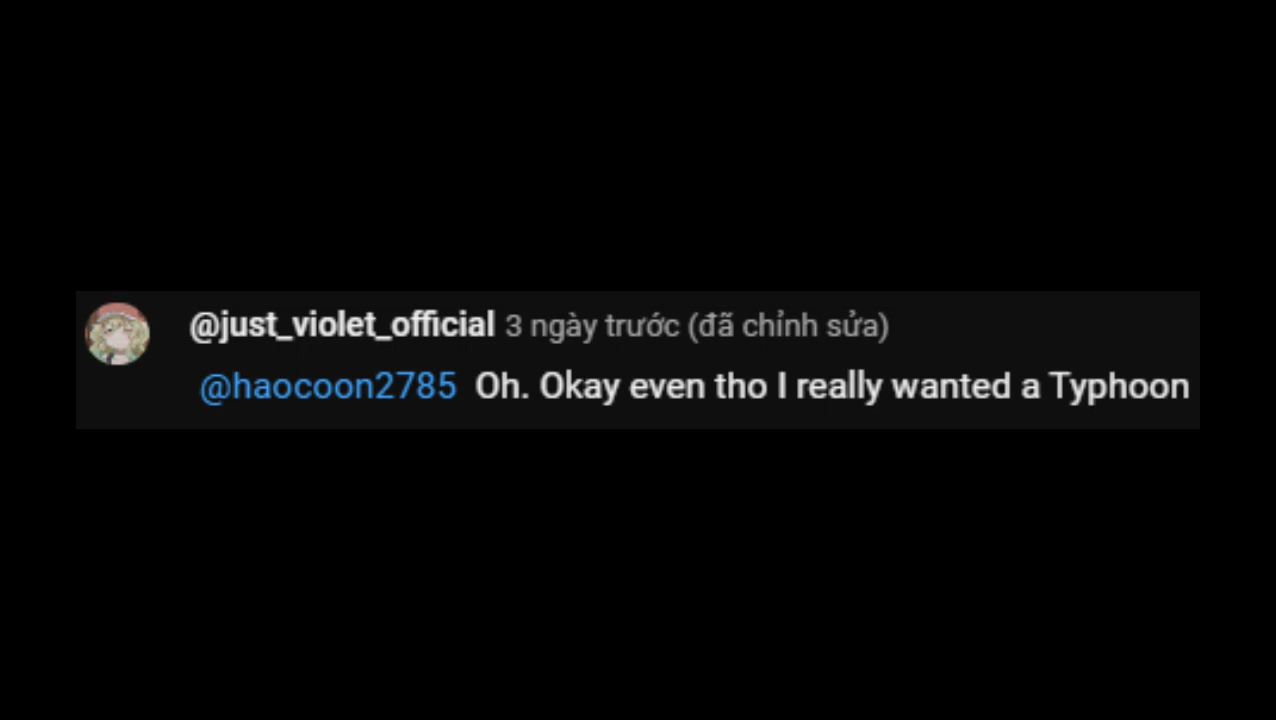 @just_violet_official 3 ngày trước (đã chỉnh sửa)
@haocoon2785 Oh. Okay even tho I really wanted a Typhoon